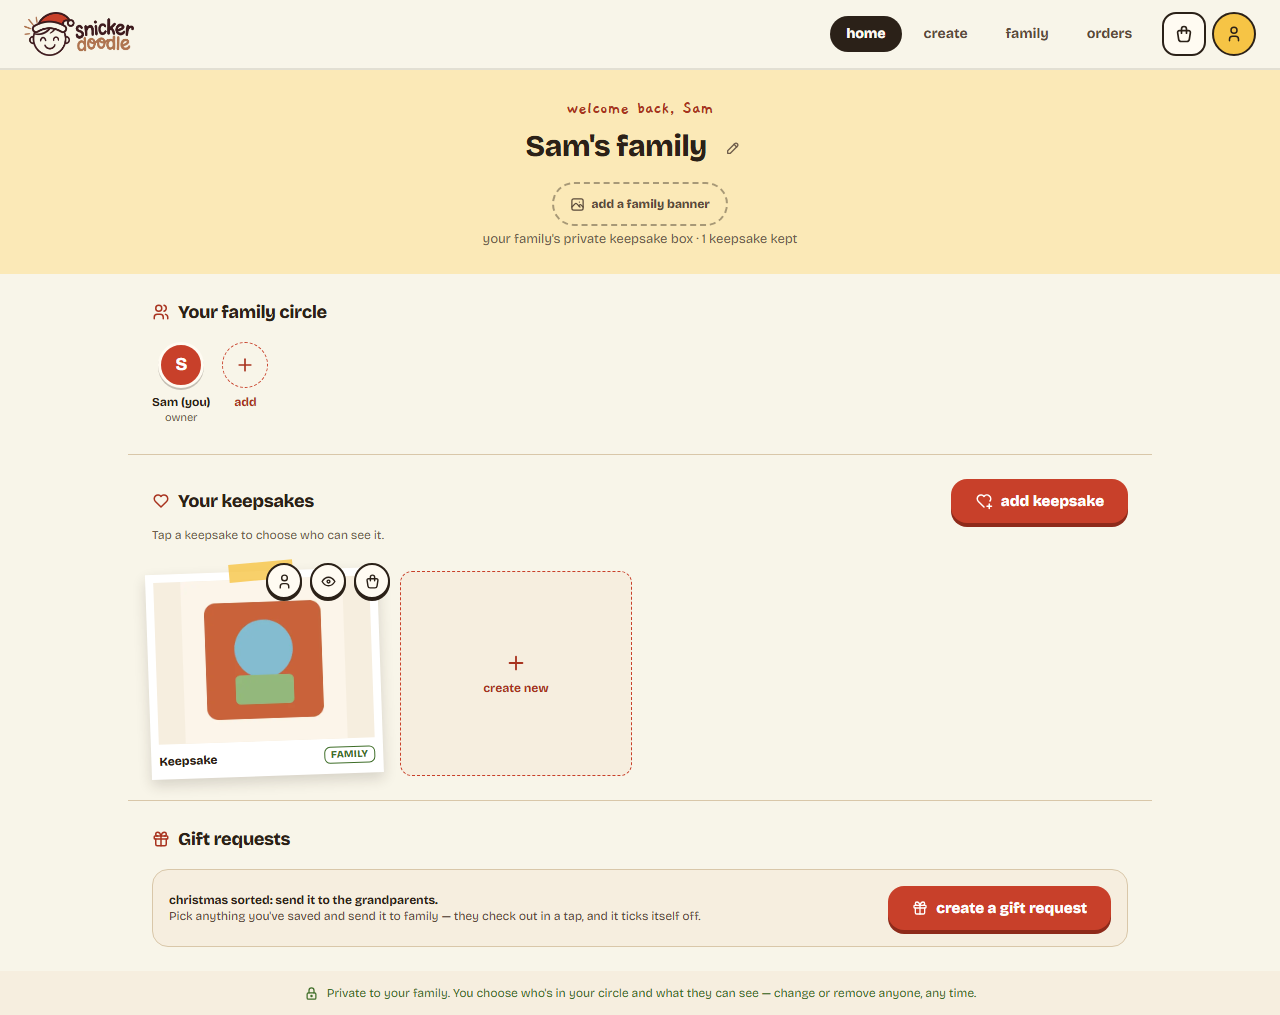 snicker
doodle
home
create
family
orders
welcome back, Sam
Sam's family
add a family banner
your family's private keepsake box · 1 keepsake kept
Your family circle
S
Sam (you)
owner
add
Your keepsakes
add keepsake
Tap a keepsake to choose who can see it.
Keepsake
FAMILY
create new
Gift requests
christmas sorted: send it to the grandparents.
Pick anything you've saved and send it to family — they check out in a tap, and it ticks itself off.
create a gift request
Private to your family. You choose who's in your circle and what they can see — change or remove anyone, any time.